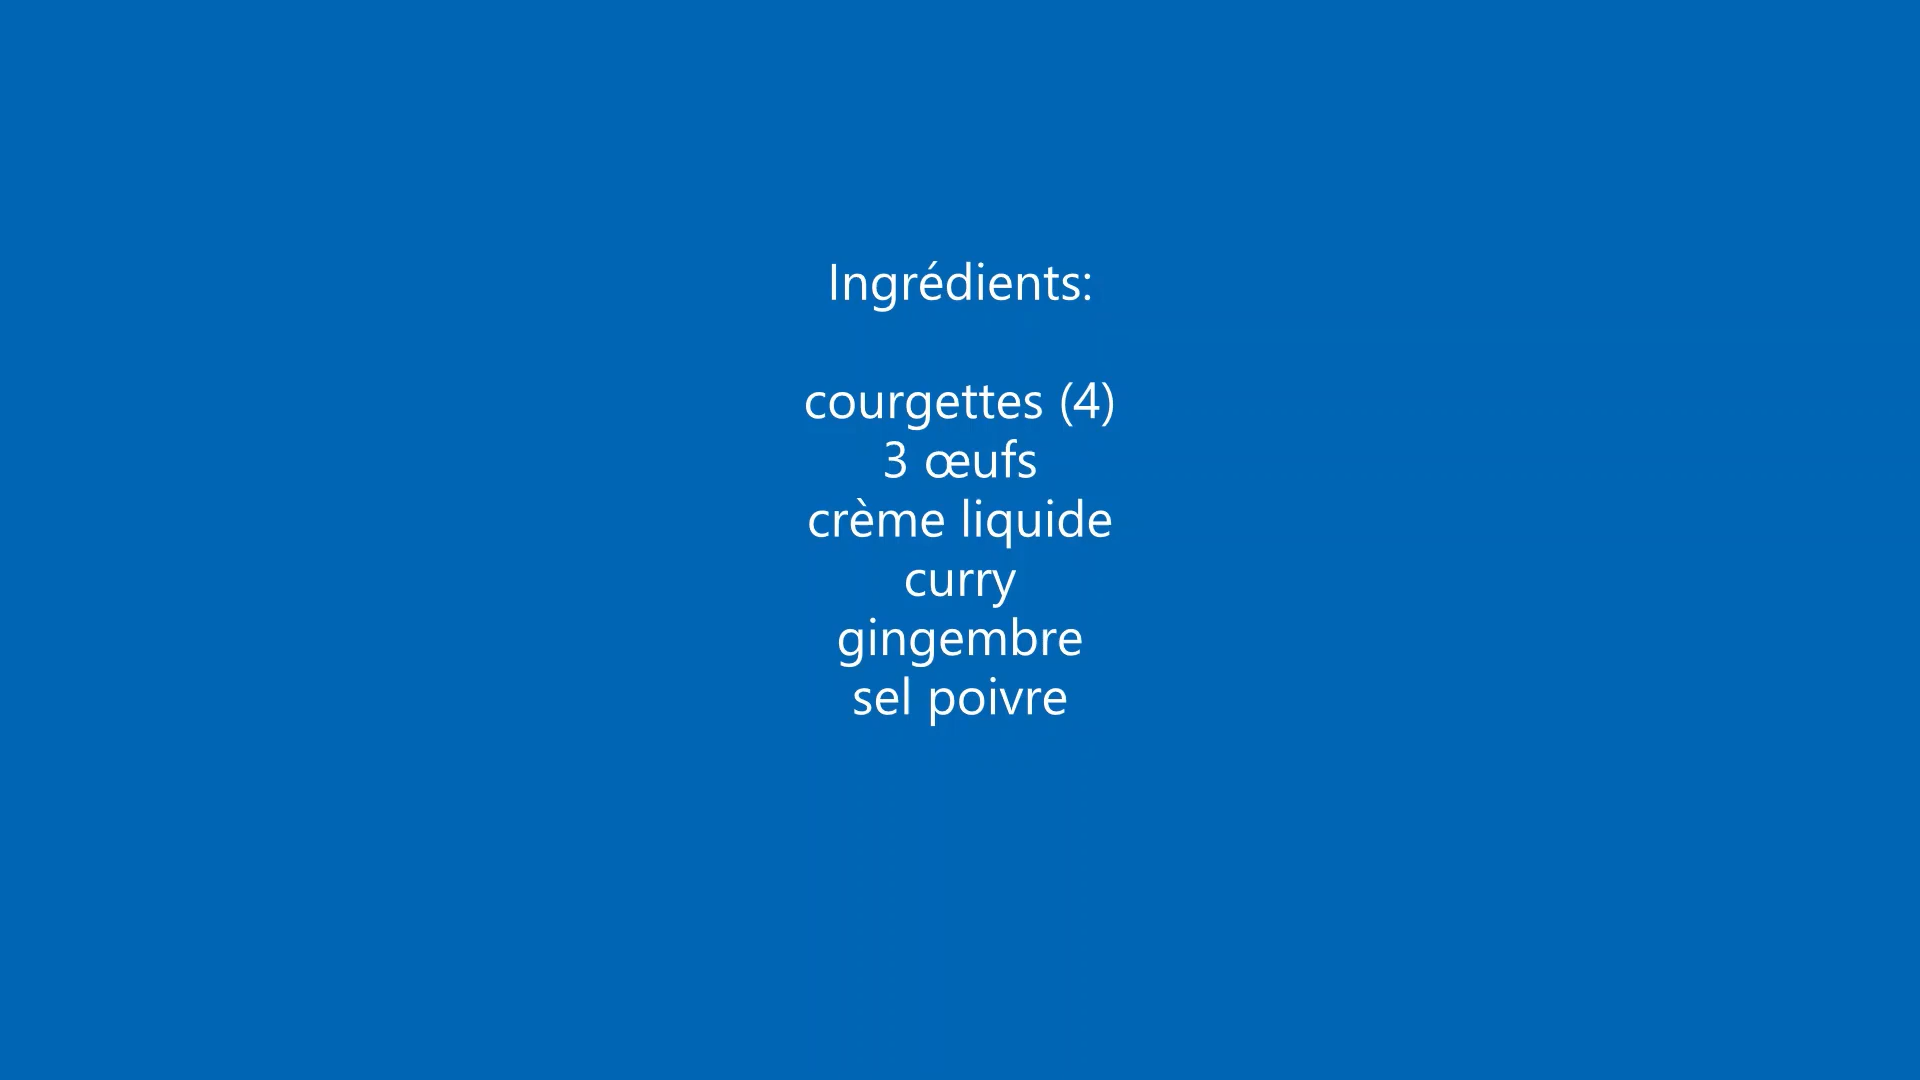 Ingrédients:
courgettes (4)
3 œufs
crème liquide
curry
gingembre
sel poivre